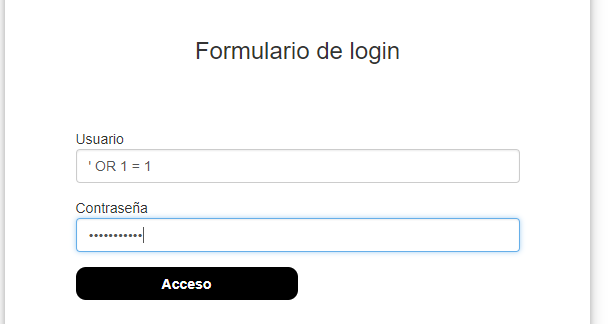 Formulario de login
Usuario
' OR 1 = 1
Contraseña
•••••••••••
Acceso